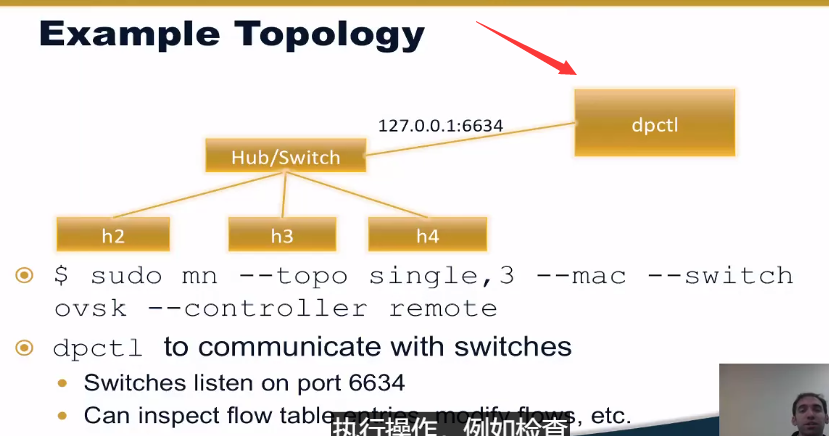 Example Topology
127.0.0.1:6634
dpctl
Hub/Switch
h2
h3
h4
$ sudo mn --topo single,3 --mac --switch
ovsk --controller remote
dpctl to communicate with switches
Switches listen on port 6634
Can inspect flow table entries, modify flows, etc.
执行操作，例如检查